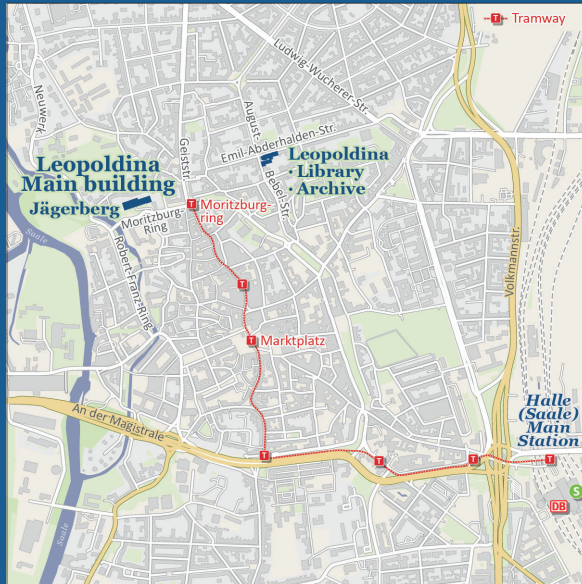 T Tramway
Ludwig-Wucherer-Str.
Neuwerk
August-
Bebel-Str.
Geiststr
Emil-Abderhalden-Str.
Leopoldina
Main building
Jägerberg
Leopoldina
· Library
· Archive
T Moritzburg-
ring
Moritzburg-
Ring
Robert-Franz-Ring
Saale
Volkmannstr.
T
T Marktplatz
Halle
(Saale)
Main
Station
An der Magistrale
T
T
T
T
S
DB
Saale